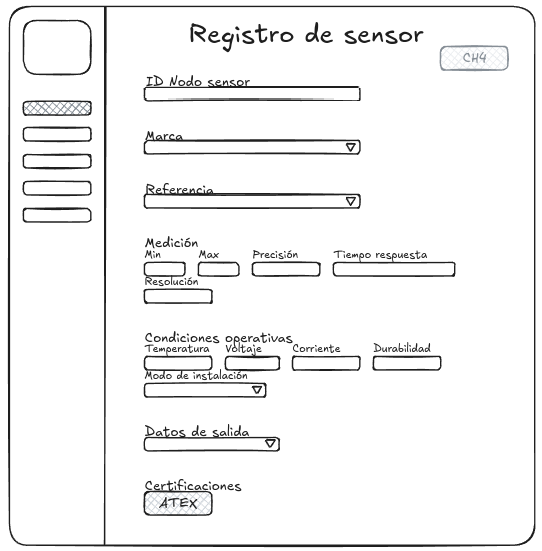 Registro de sensor
CH4
ID Nodo sensor
Marca
Referencia
Medición
Min Max Precisión Tiempo respuesta
Resolución
Condiciones operativas
Temperatura Voltaje Corriente Durabilidad
Modo de instalación
Datos de salida
Certificaciones
ATEX